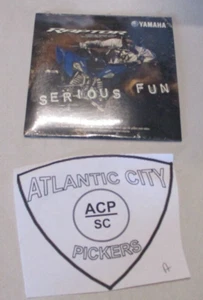 YAMAHA
RAPTOR
SERIOUS FUN
ATLANTIC CITY
ACP
SC
PICKERS
A